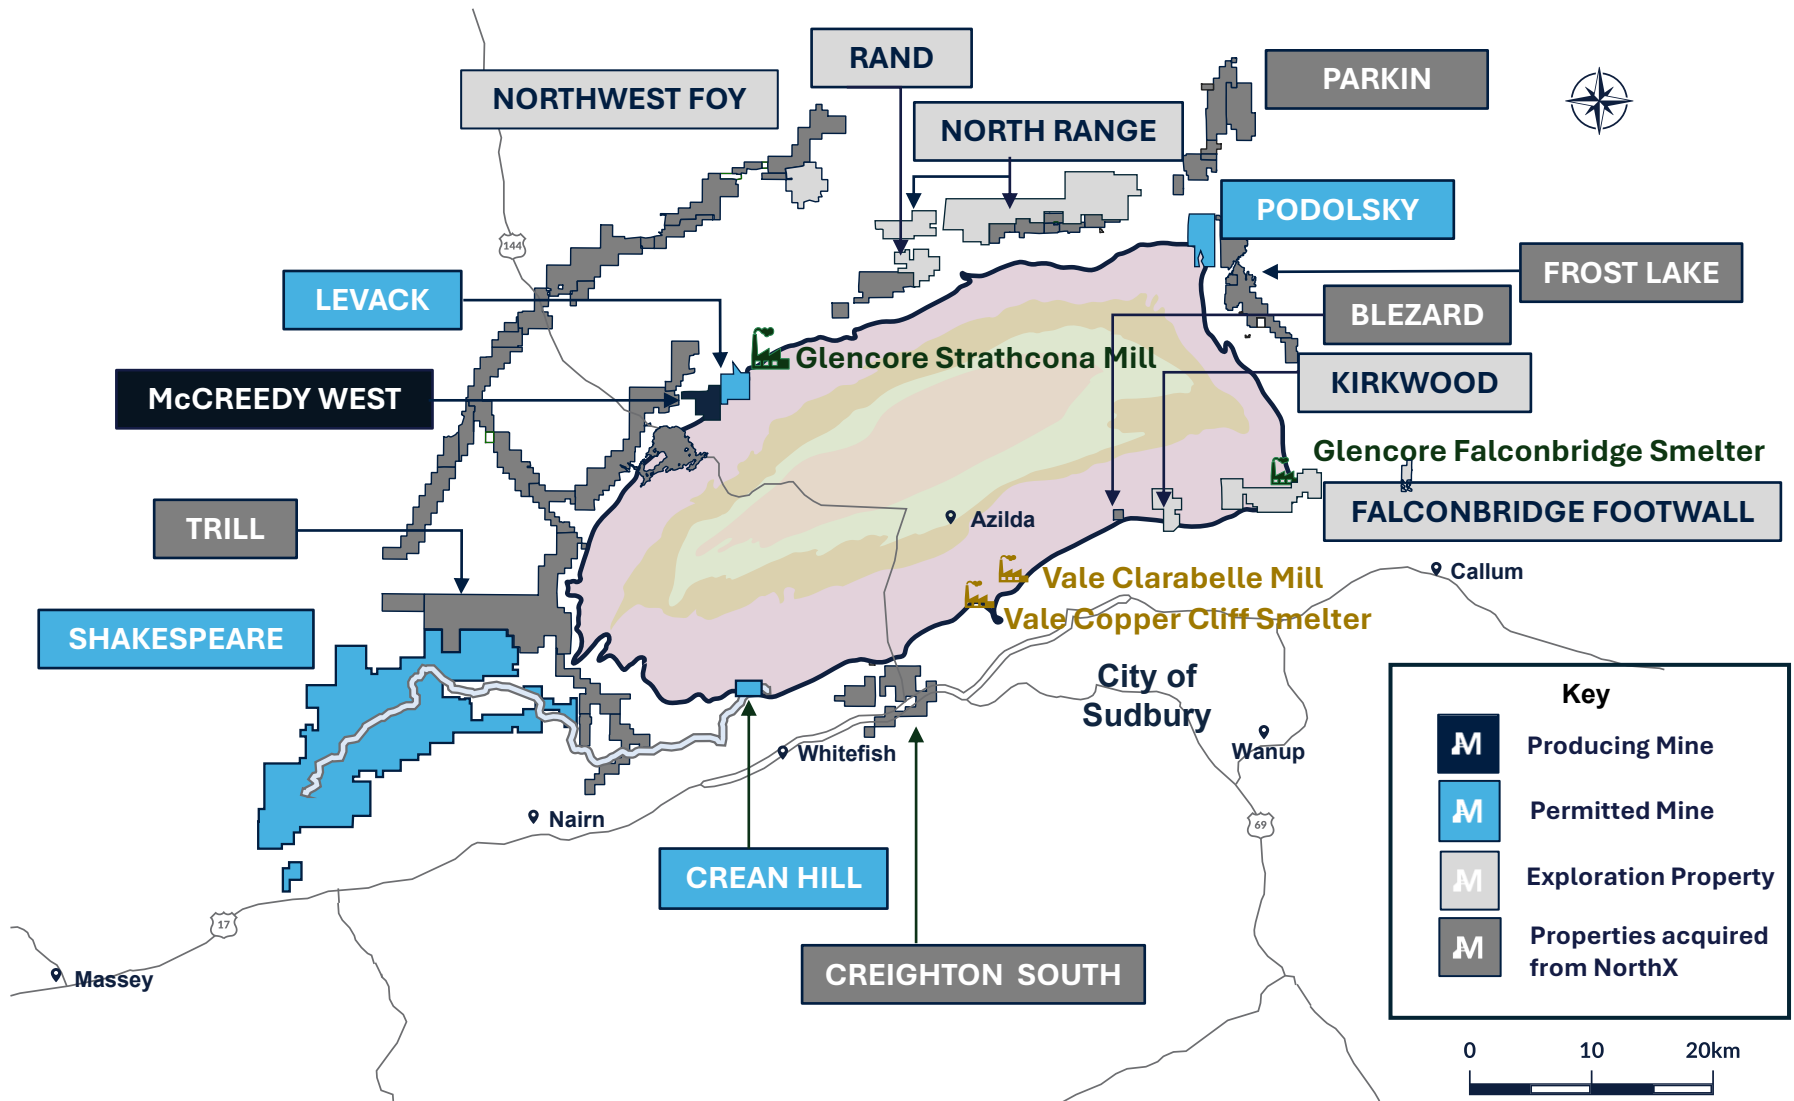 RAND
NORTHWEST FOY
PARKIN
NORTH RANGE
PODOLSKY
144
FROST LAKE
LEVACK
BLEZARD
Glencore Strathcona Mill
KIRKWOOD
McCREEDY WEST
Glencore Falconbridge Smelter
FALCONBRIDGE FOOTWALL
TRILL
Azilda
Vale Clarabelle Mill
Callum
Vale Copper Cliff Smelter
SHAKESPEARE
City of
Sudbury
Wanup
Whitefish
Nairn
69
CREAN HILL
17
CREIGHTON SOUTH
Massey
Key
M Producing Mine
M Permitted Mine
M Exploration Property
M Properties acquired
from NorthX
0 10 20km